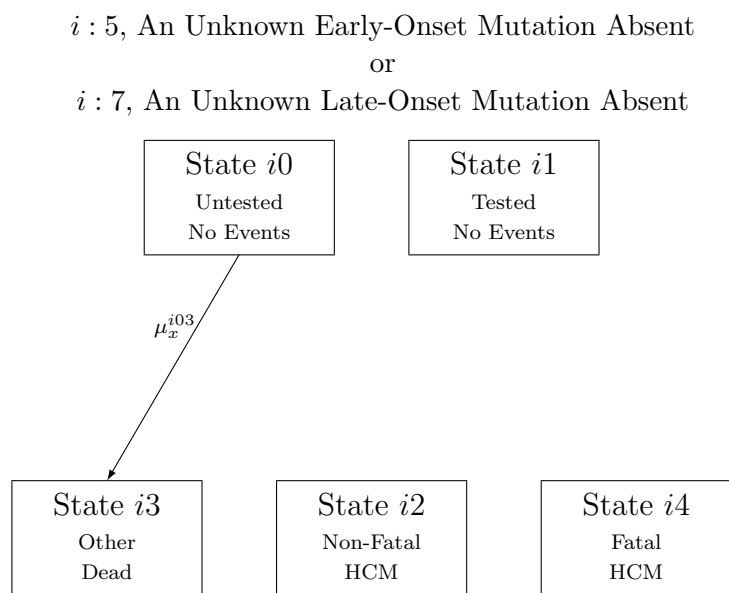 i : 5, An Unknown Early-Onset Mutation Absent
or
i : 7, An Unknown Late-Onset Mutation Absent
State i0
Untested
No Events
State i1
Tested
No Events
μ_x^{i03}
State i3
Other
Dead
State i2
Non-Fatal
HCM
State i4
Fatal
HCM